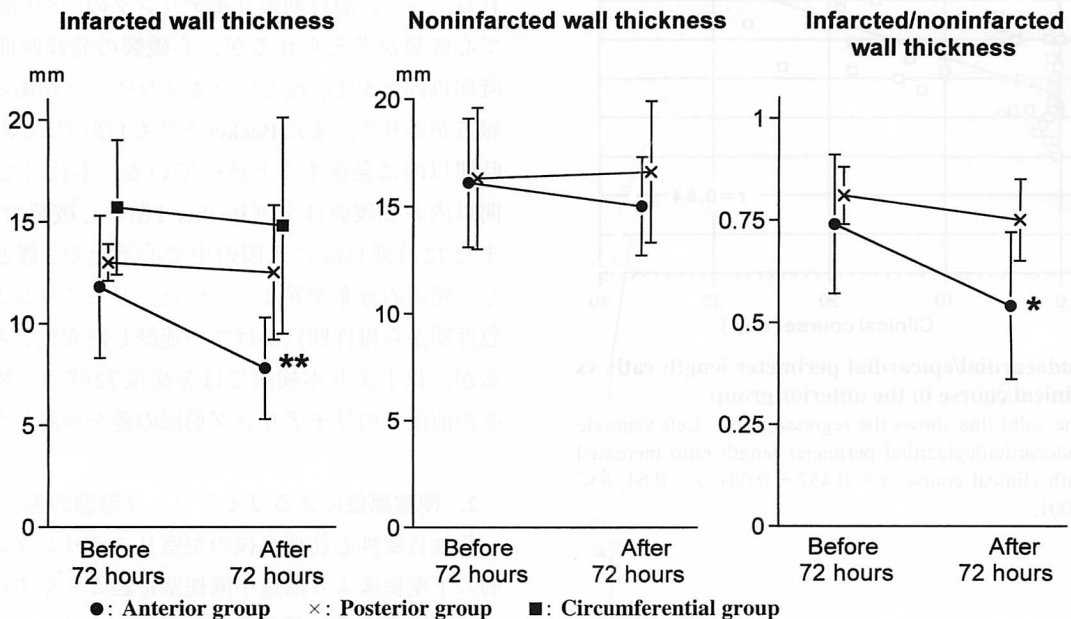 Infarcted wall thickness
Noninfarcted wall thickness
Infarcted/noninfarcted
wall thickness
mm
20
15
10
5
0
**
Before
72 hours
After
72 hours
mm
20
15
10
5
0
Before
72 hours
After
72 hours
1
0.75
0.5
0.25
0
*
Before
72 hours
After
72 hours
●: Anterior group ×: Posterior group ■: Circumferential group